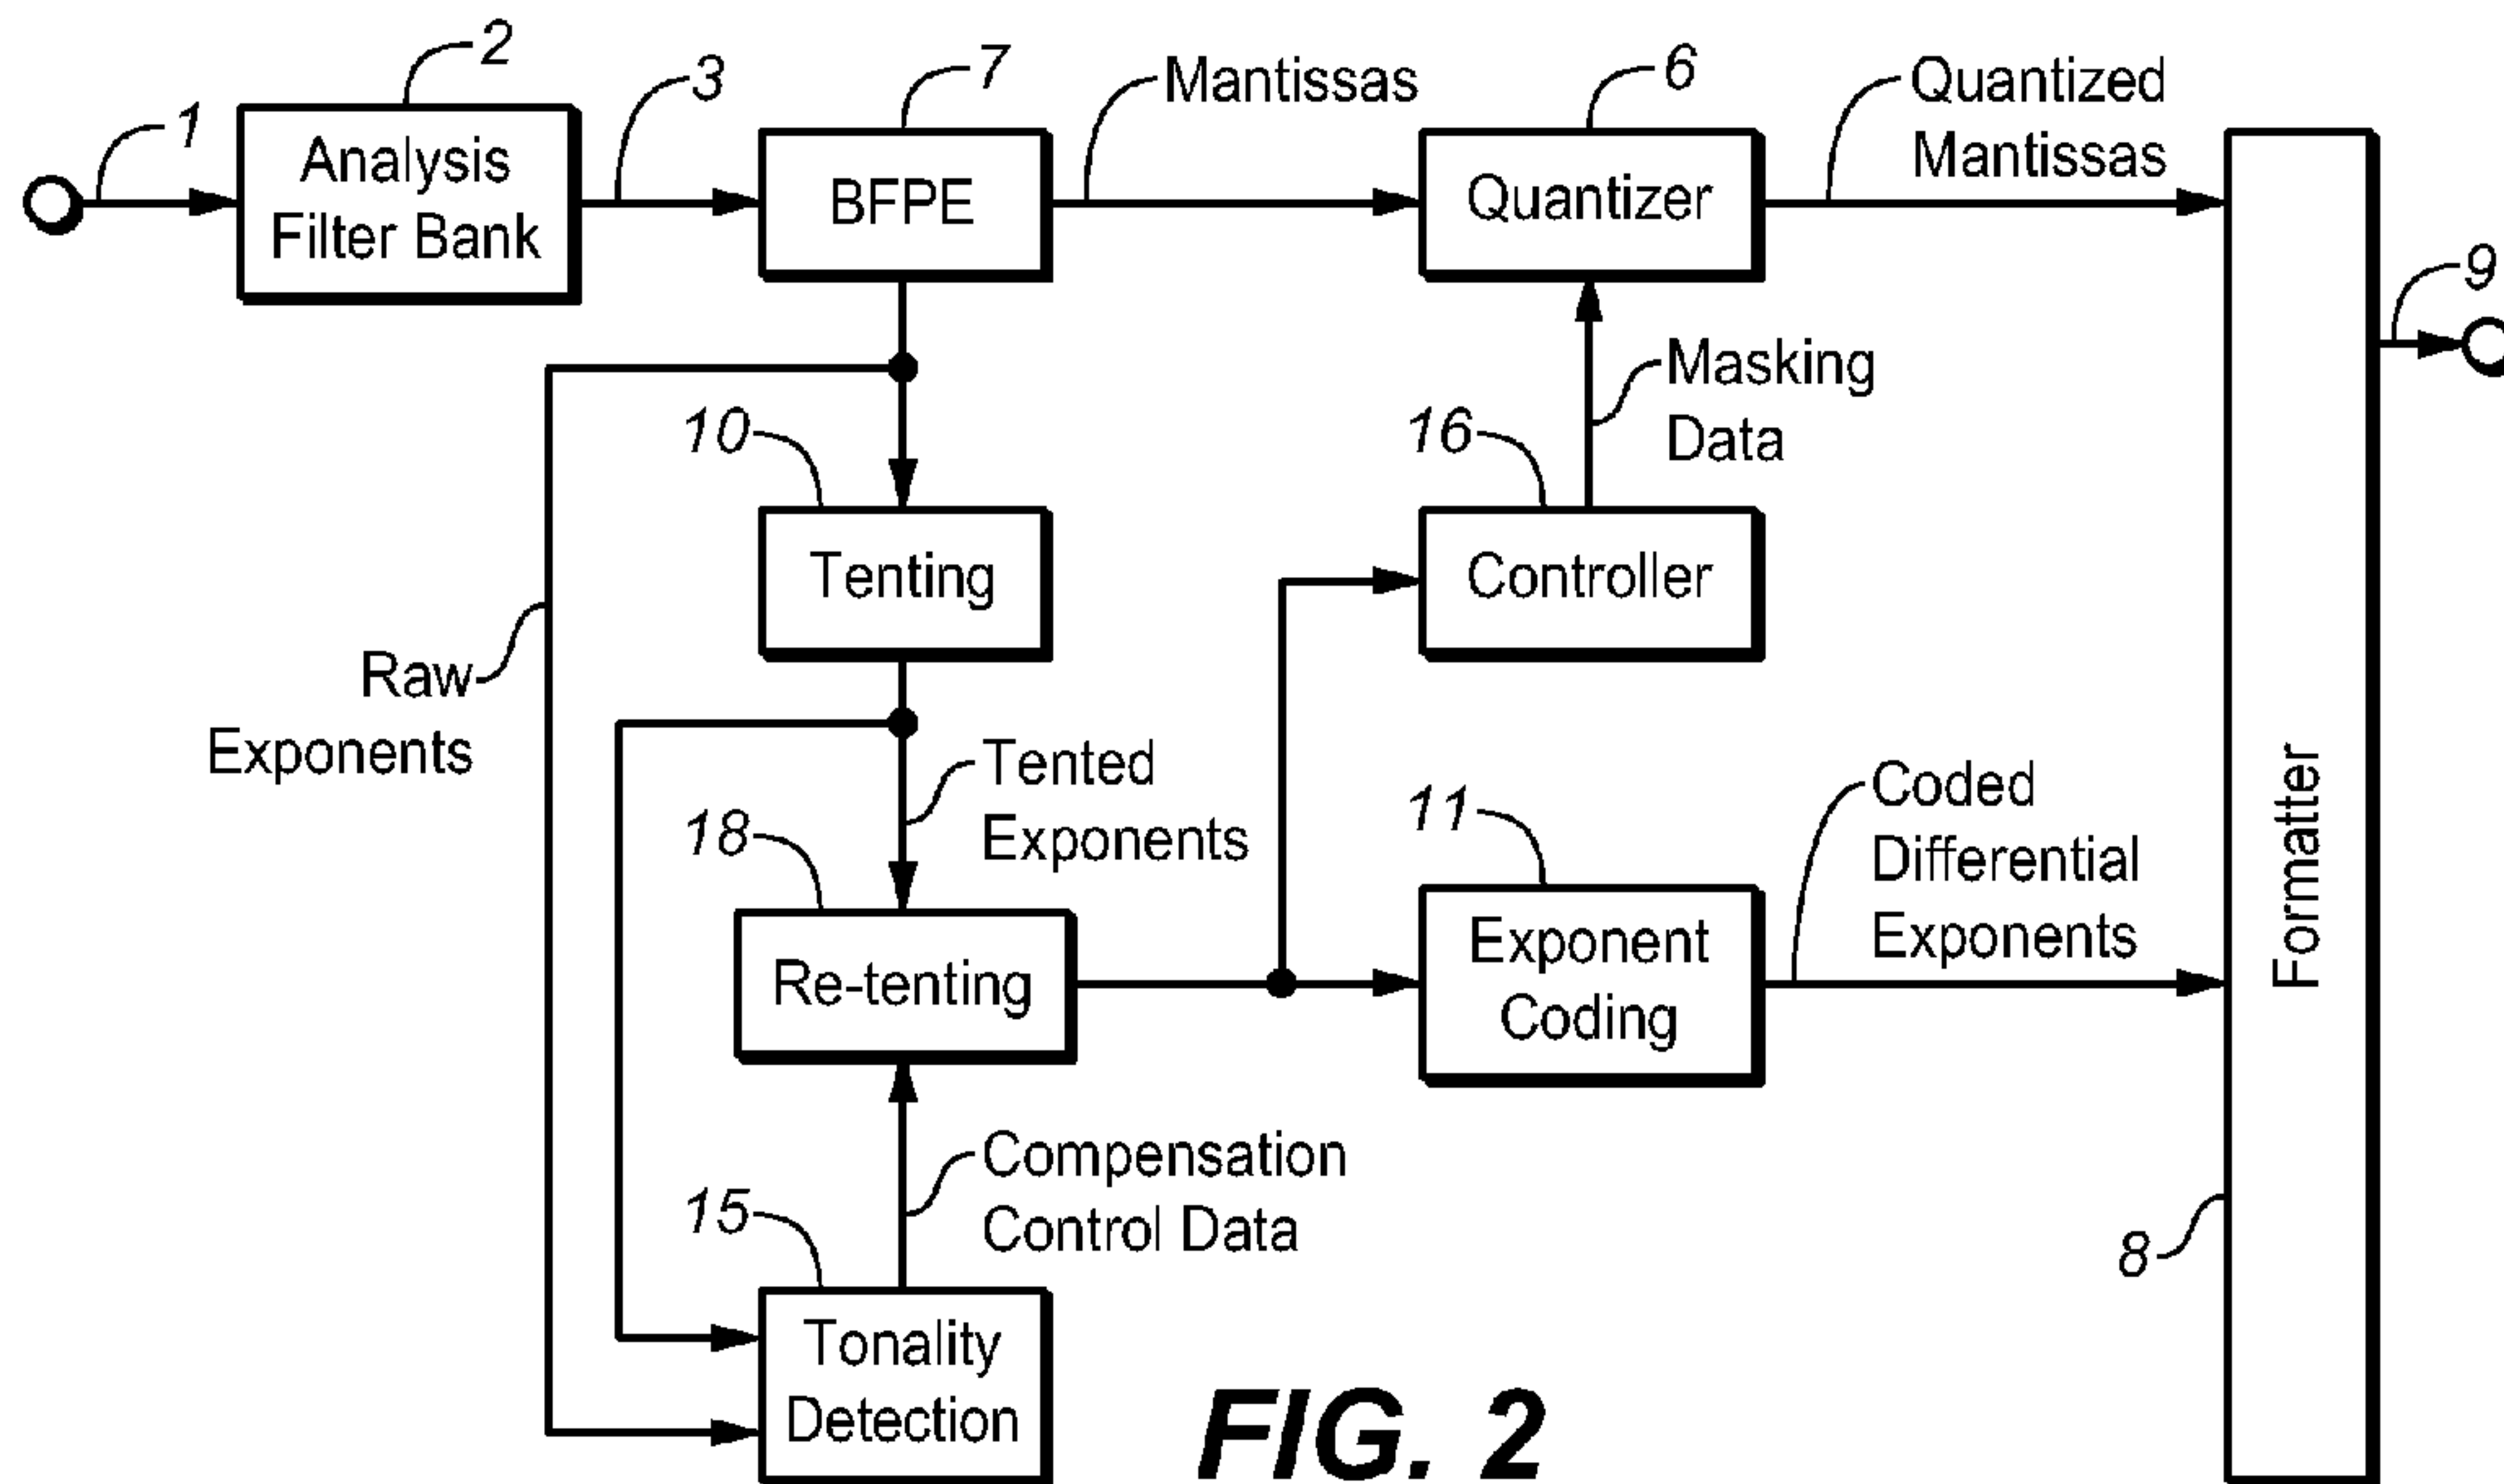 1
2
Analysis
Filter Bank
3
7
BFPE
Mantissas
6
Quantizer
Quantized
Mantissas
9
10
Tenting
Raw
Exponents
16
Controller
Masking
Data
Tented
Exponents
18
Re-tenting
11
Exponent
Coding
Coded
Differential
Exponents
Formatter
8
Compensation
Control Data
15
Tonality
Detection
FIG. 2